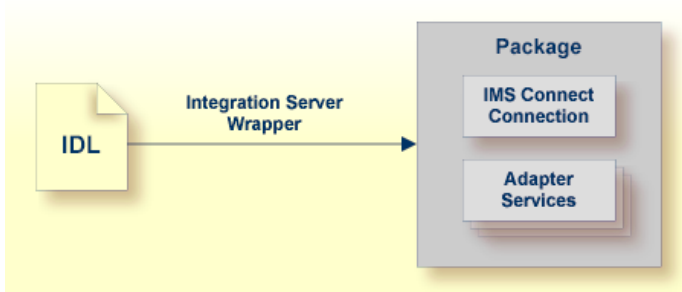 IDL
Integration Server
Wrapper
Package
IMS Connect
Connection
Adapter
Services